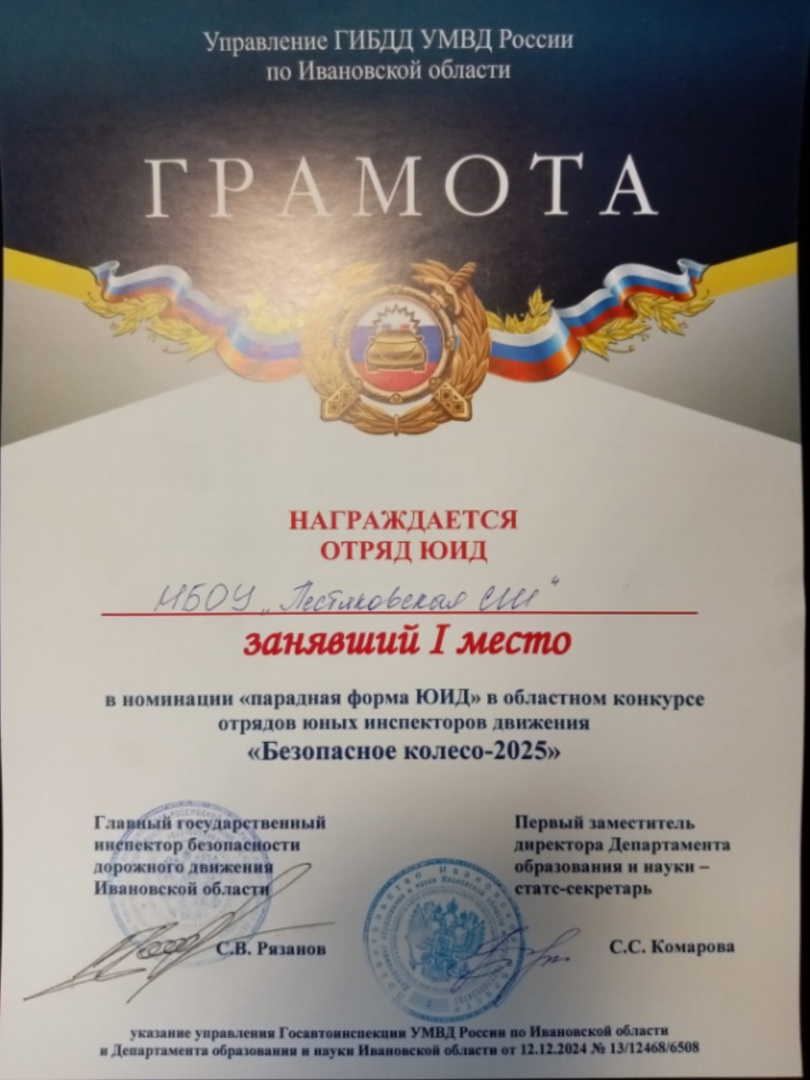 Управление ГИБДД УМВД России
по Ивановской области
ГРАМОТА
НАГРАЖДАЕТСЯ
ОТРЯД ЮИД
МБОУ „Пестяковская СШ“
занявший I место
в номинации «парадная форма ЮИД» в областном конкурсе
отрядов юных инспекторов движения
«Безопасное колесо-2025»
Главный государственный
инспектор безопасности
дорожного движения
Ивановской области
С.В. Рязанов
Первый заместитель
директора Департамента
образования и науки –
статс-секретарь
С.С. Комарова
указание управления Госавтоинспекции УМВД России по Ивановской области
и Департамента образования и науки Ивановской области от 12.12.2024 № 13/12468/6508